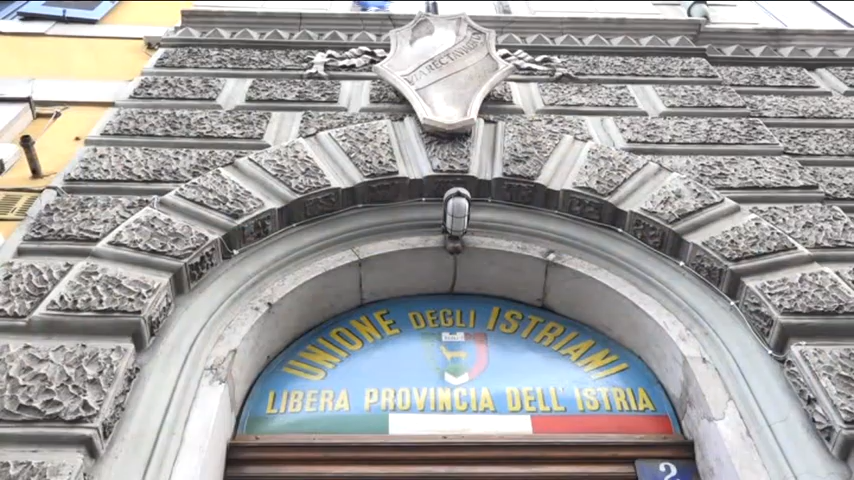 UNIONE DEGLI ISTRIANI
LIBERA PROVINCIA DELL'ISTRIA
2